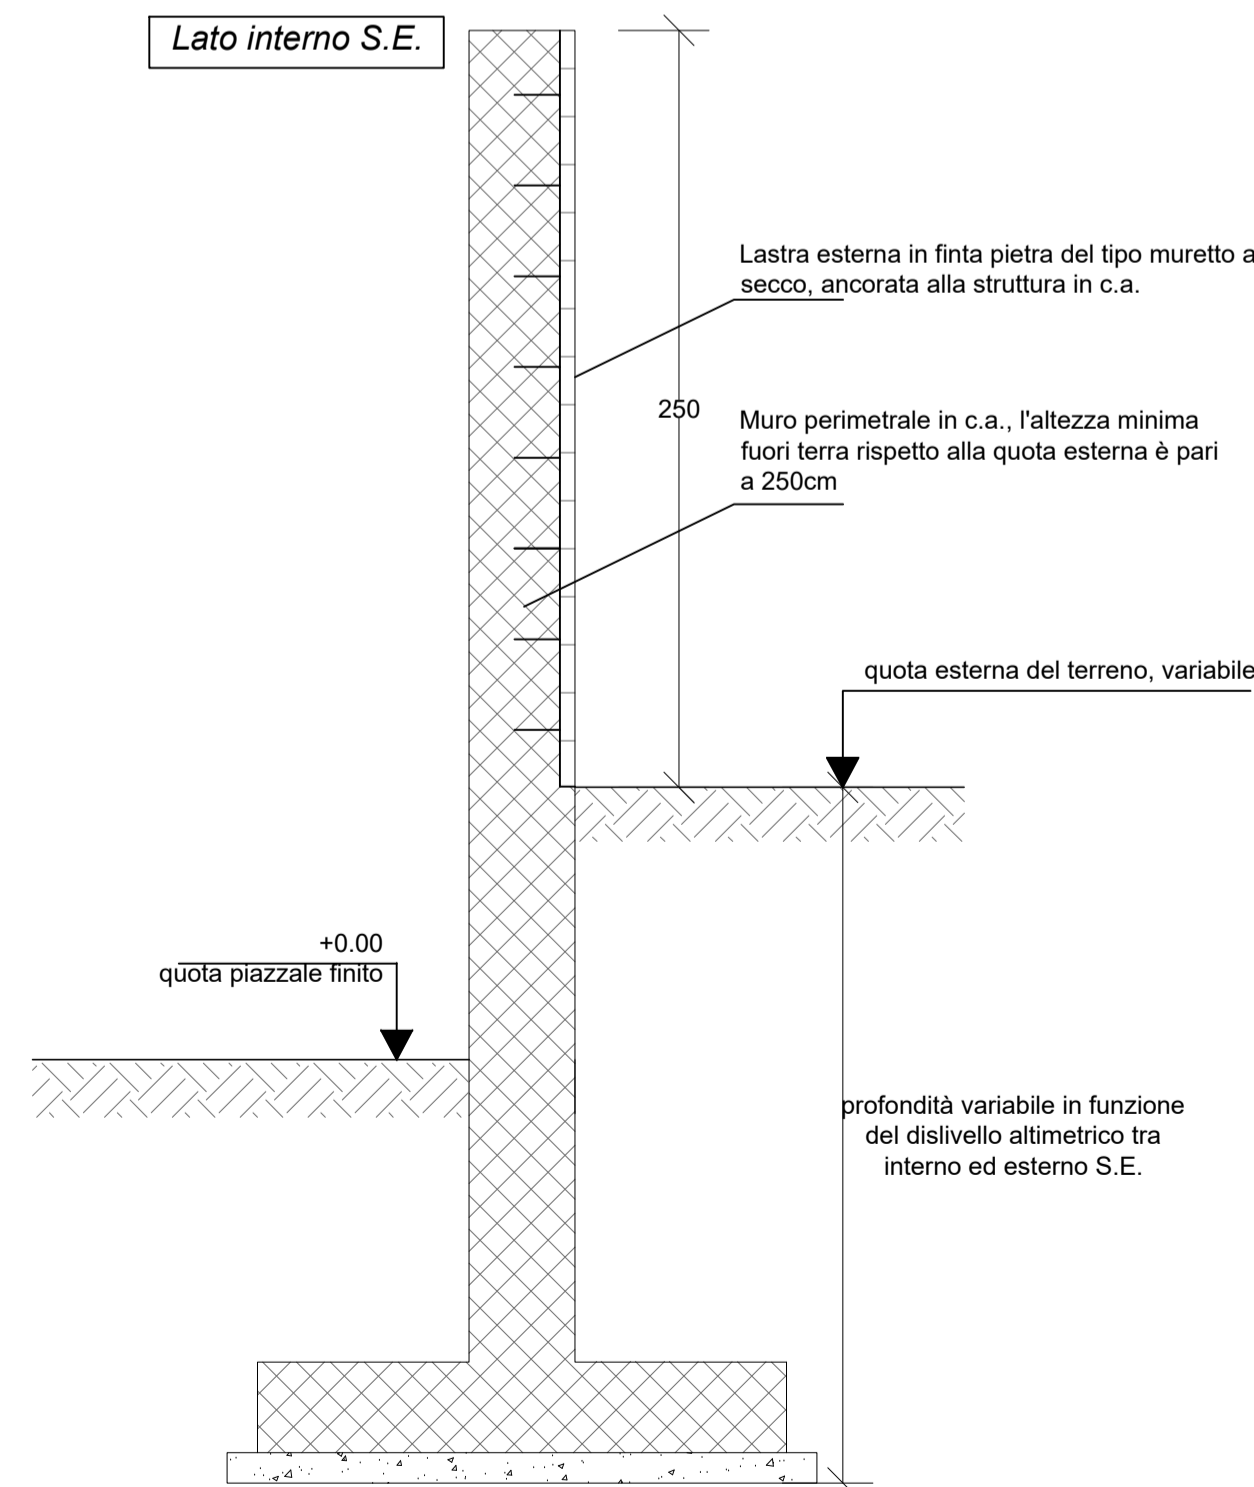 Lato interno S.E.
Lastra esterna in finta pietra del tipo muretto a
secco, ancorata alla struttura in c.a.
250
Muro perimetrale in c.a., l'altezza minima
fuori terra rispetto alla quota esterna è pari
a 250cm
quota esterna del terreno, variabile
+0.00
quota piazzale finito
profondità variabile in funzione
del dislivello altimetrico tra
interno ed esterno S.E.